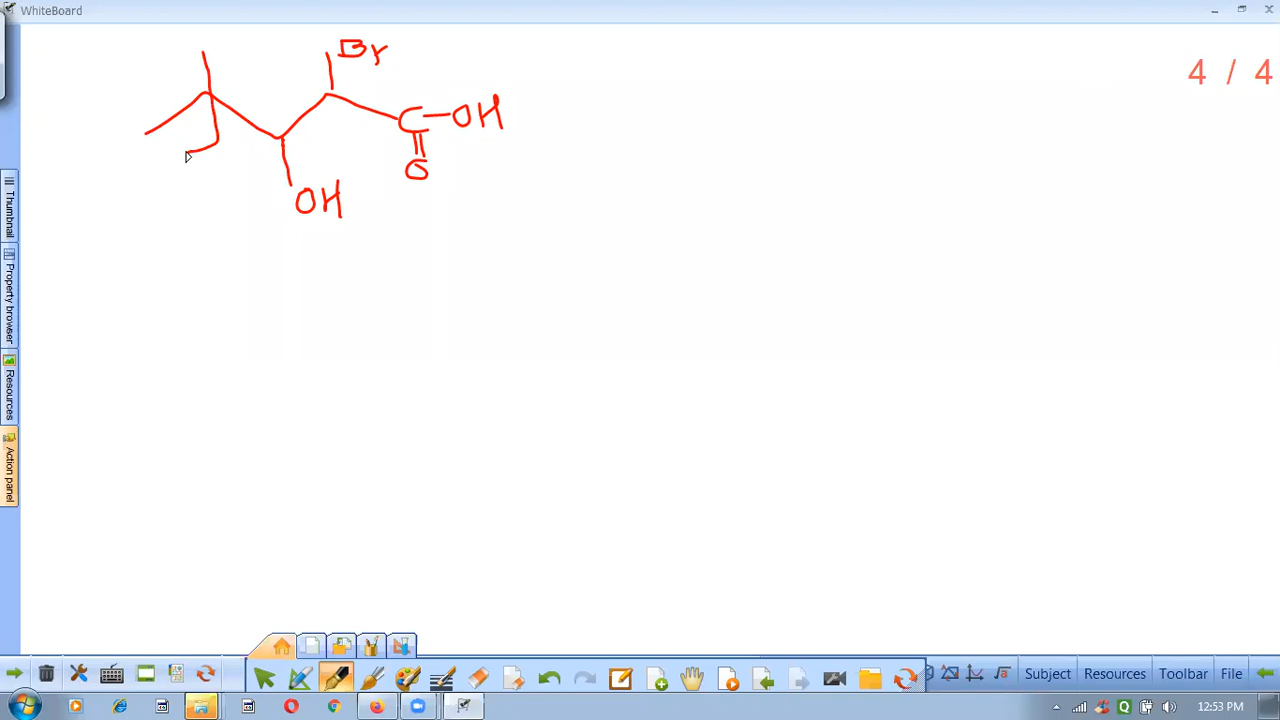 WhiteBoard
4 / 4
Br
C-OH
O
OH
Thumbnail
Property browser
Resources
Action panel
Subject
Resources
Toolbar
File
12:53 PM